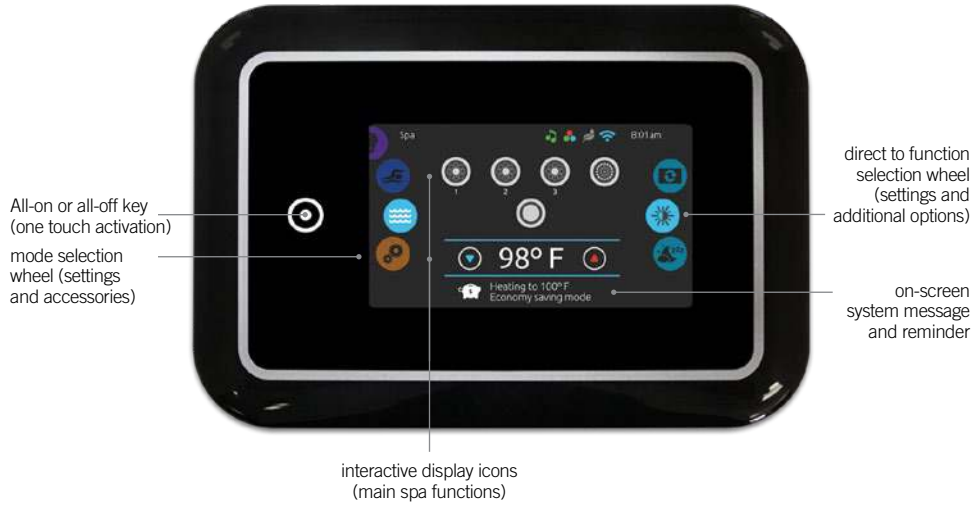 Spa
8:01am
1 2 3
98° F
Heating to 100° F
Economy saving mode
All-on or all-off key
(one touch activation)
mode selection
wheel (settings
and accessories)
direct to function
selection wheel
(settings and
additional options)
on-screen
system message
and reminder
interactive display icons
(main spa functions)